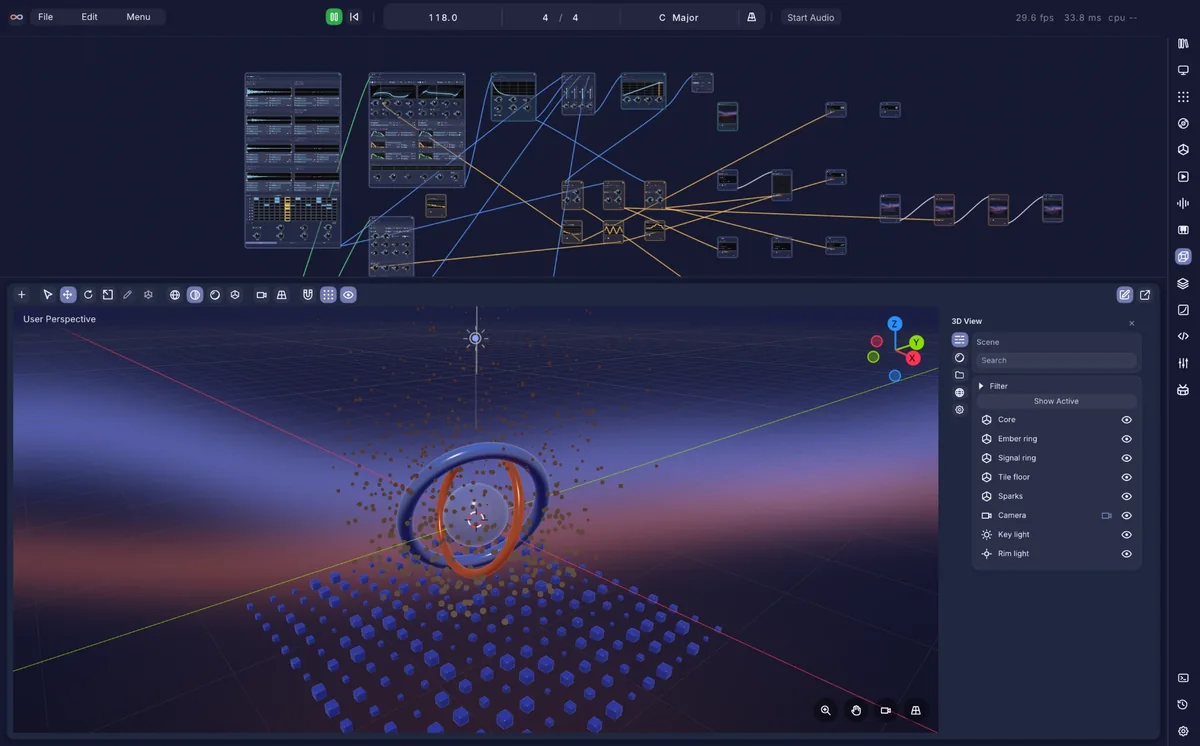 File Edit Menu 118.0 4 / 4 C Major Start Audio 29.6 fps 33.8 ms cpu --
User Perspective
Z
Y
X
3D View
Scene
Search
Filter
Show Active
Core
Ember ring
Signal ring
Tile floor
Sparks
Camera
Key light
Rim light